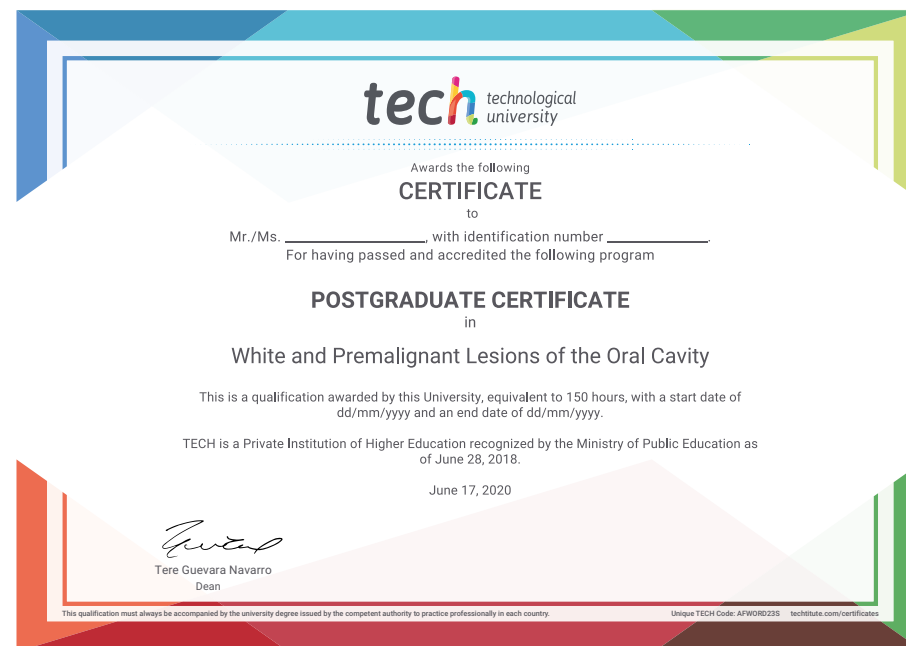 tech technological
university
Awards the following
CERTIFICATE
to
Mr./Ms. ____________________, with identification number ______________.
For having passed and accredited the following program
POSTGRADUATE CERTIFICATE
in
White and Premalignant Lesions of the Oral Cavity
This is a qualification awarded by this University, equivalent to 150 hours, with a start date of
dd/mm/yyyy and an end date of dd/mm/yyyy.
TECH is a Private Institution of Higher Education recognized by the Ministry of Public Education as
of June 28, 2018.
June 17, 2020
Tere Guevara Navarro
Dean
This qualification must always be accompanied by the university degree issued by the competent authority to practice professionally in each country. Unique TECH Code: AFWORD23S techtitute.com/certificates